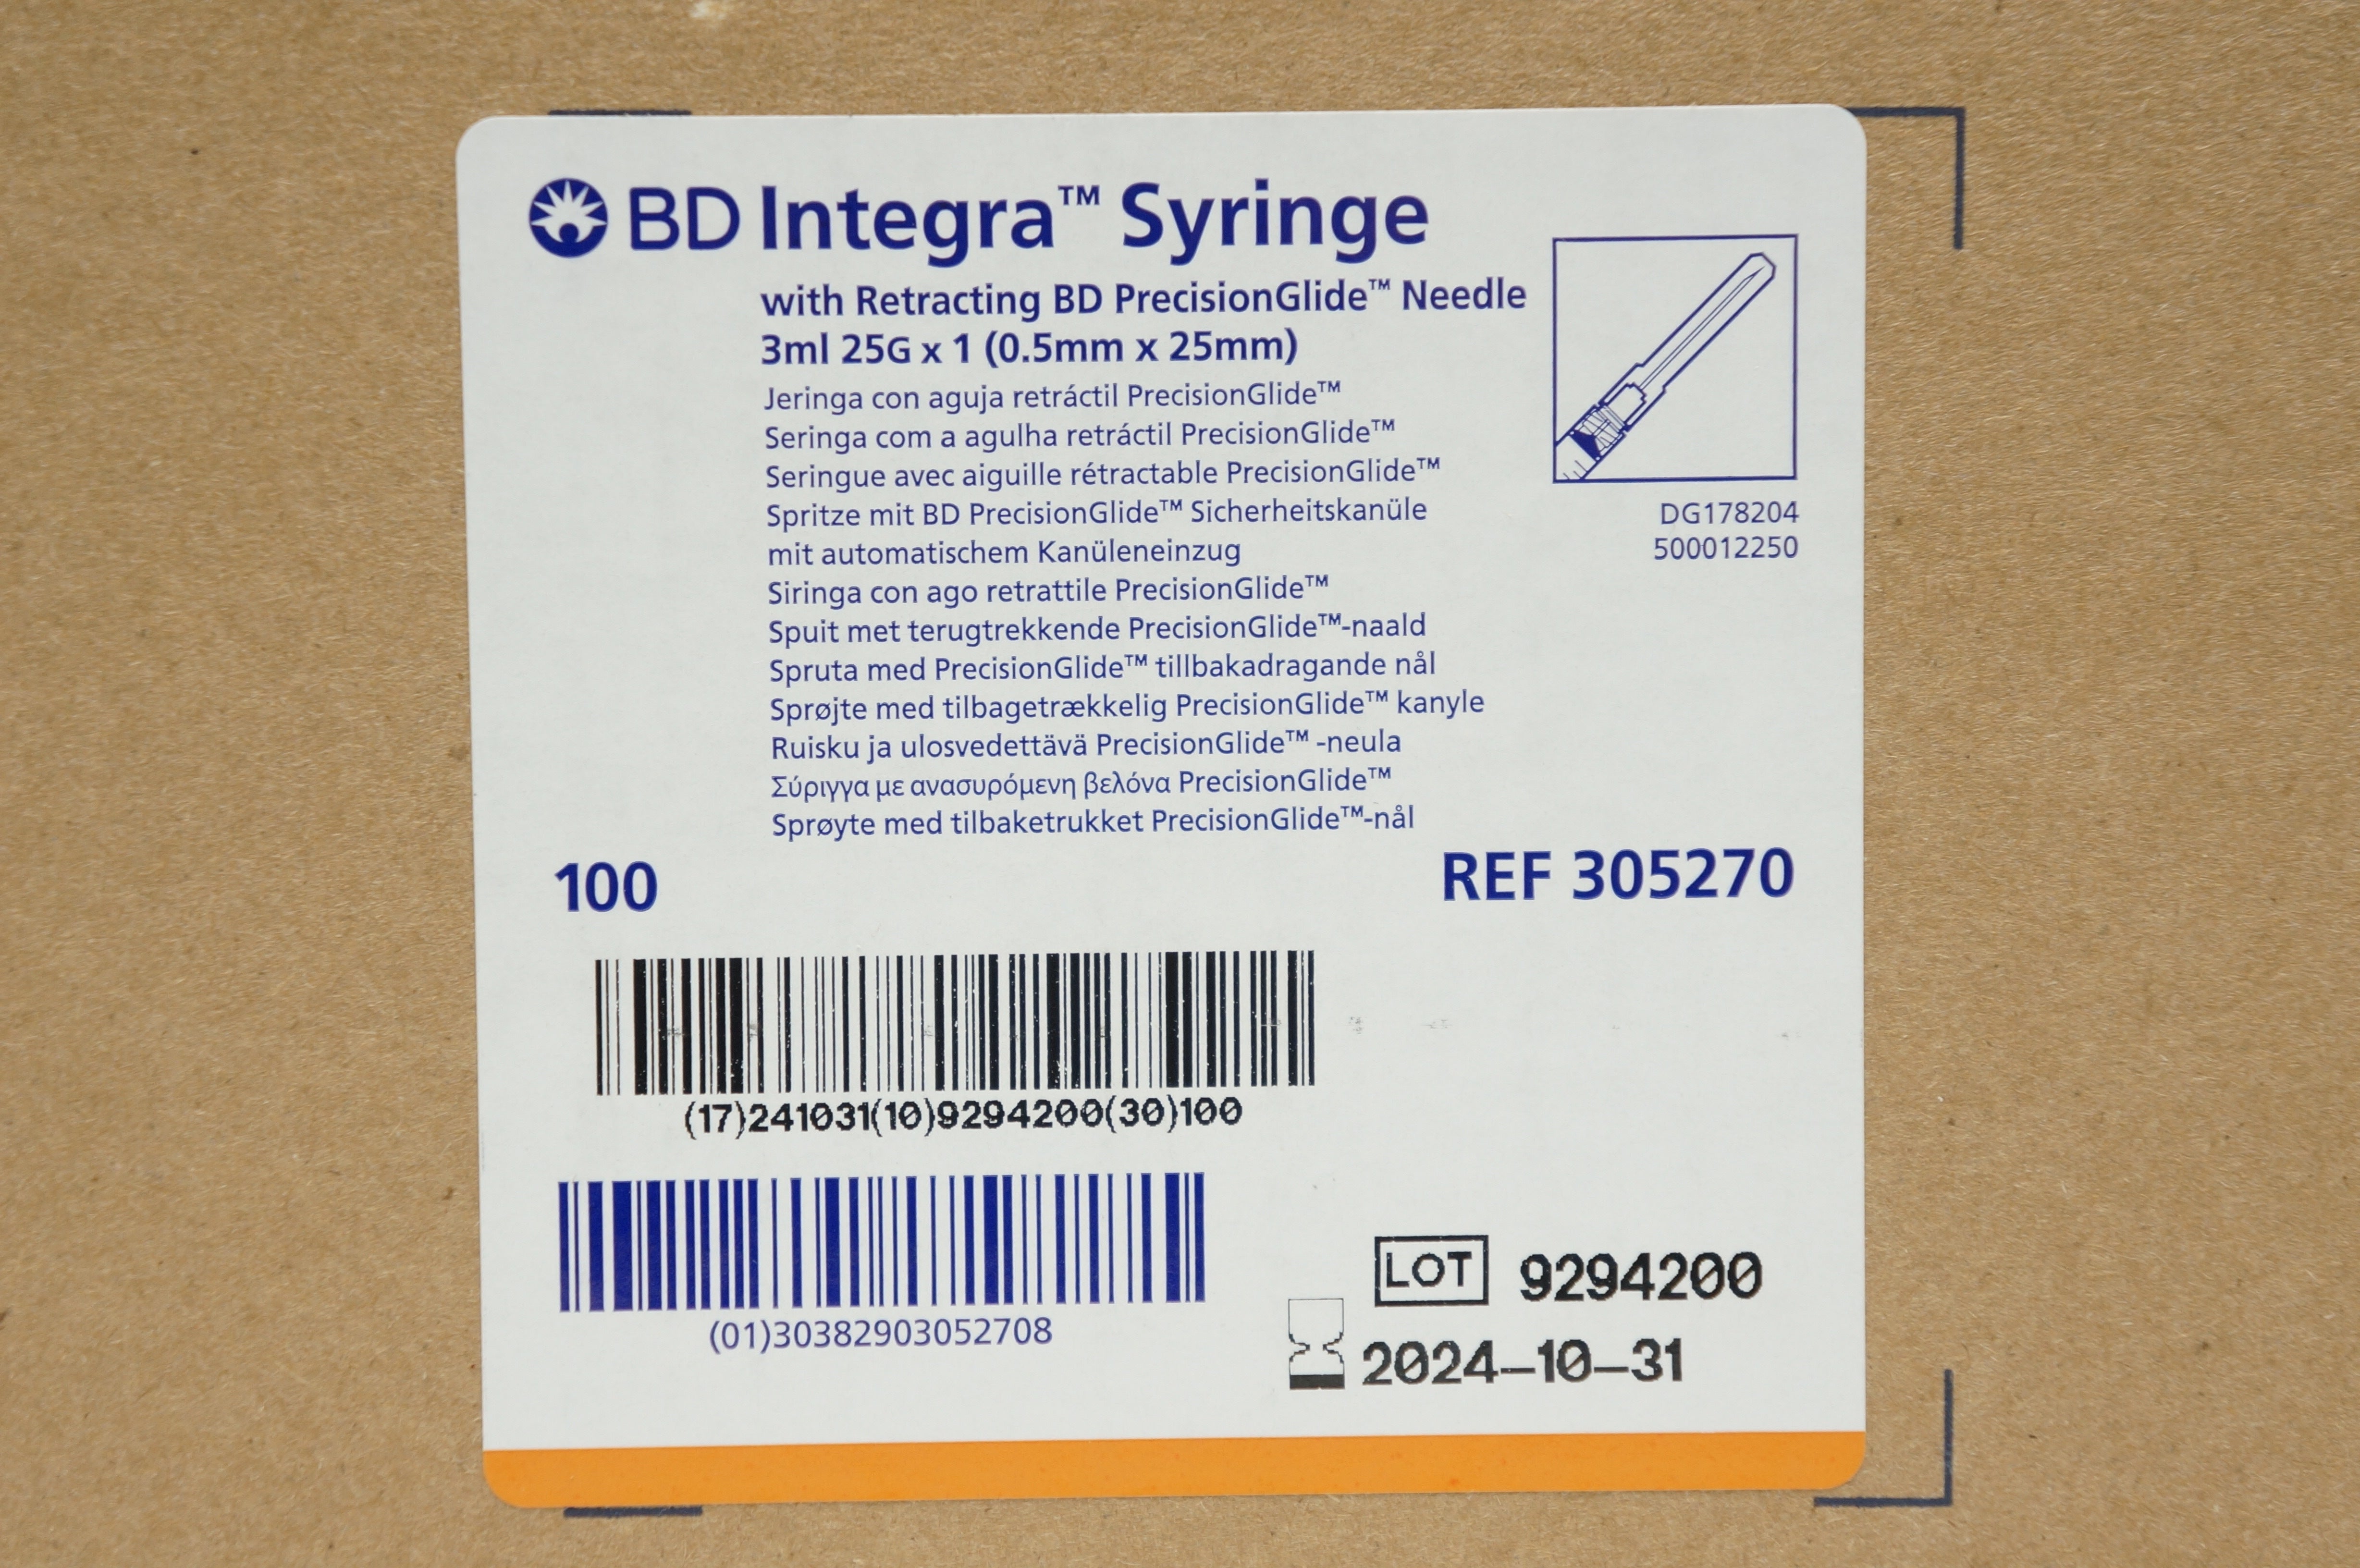 BD Integra™ Syringe
with Retracting BD PrecisionGlide™ Needle
3ml 25G x 1 (0.5mm x 25mm)
Jeringa con aguja retráctil PrecisionGlide™
Seringa com a agulha retráctil PrecisionGlide™
Seringue avec aiguille rétractable PrecisionGlide™
Spritze mit BD PrecisionGlide™ Sicherheitskanüle
mit automatischem Kanüleneinzug
Siringa con ago retrattile PrecisionGlide™
Spuit met terugtrekkende PrecisionGlide™-naald
Spruta med PrecisionGlide™ tillbakadragande nål
Sprøjte med tilbagetrækkelig PrecisionGlide™ kanyle
Ruisku ja ulosvedettävä PrecisionGlide™ -neula
Σύριγγα με ανασυρόμενη βελόνα PrecisionGlide™
Sprøyte med tilbaketrukket PrecisionGlide™-nål
DG178204
500012250
100
REF 305270
(17)241031(10)9294200(30)100
(01)30382903052708
LOT 9294200
2024-10-31